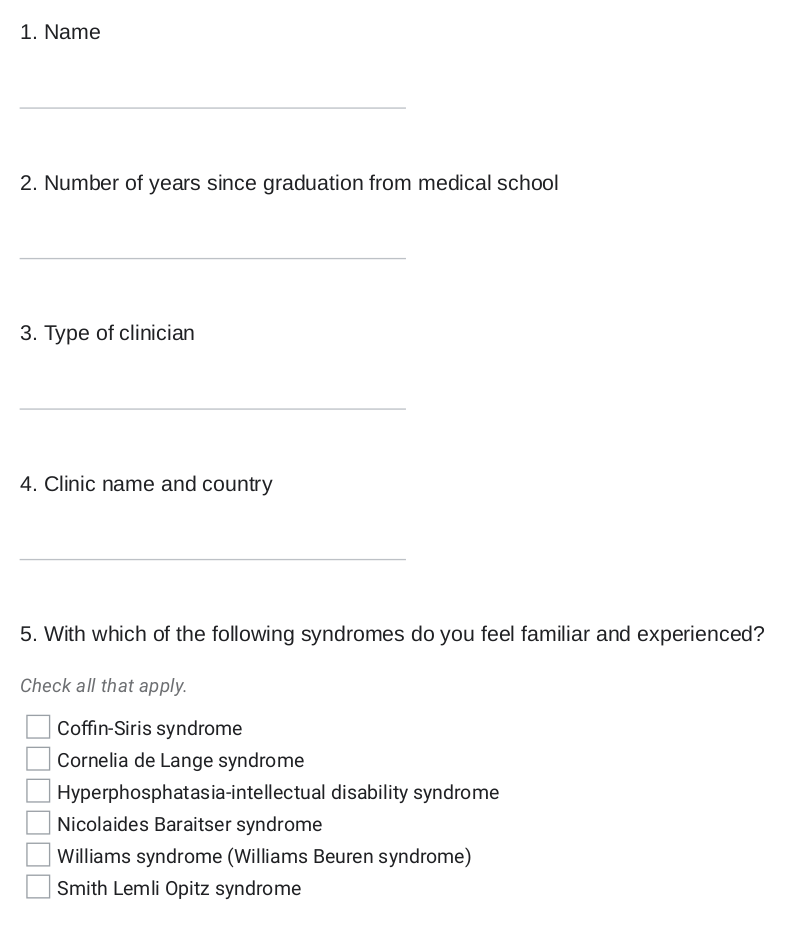 1. Name
2. Number of years since graduation from medical school
3. Type of clinician
4. Clinic name and country
5. With which of the following syndromes do you feel familiar and experienced?
Check all that apply.
Coffin-Siris syndrome
Cornelia de Lange syndrome
Hyperphosphatasia-intellectual disability syndrome
Nicolaides Baraitser syndrome
Williams syndrome (Williams Beuren syndrome)
Smith Lemli Opitz syndrome